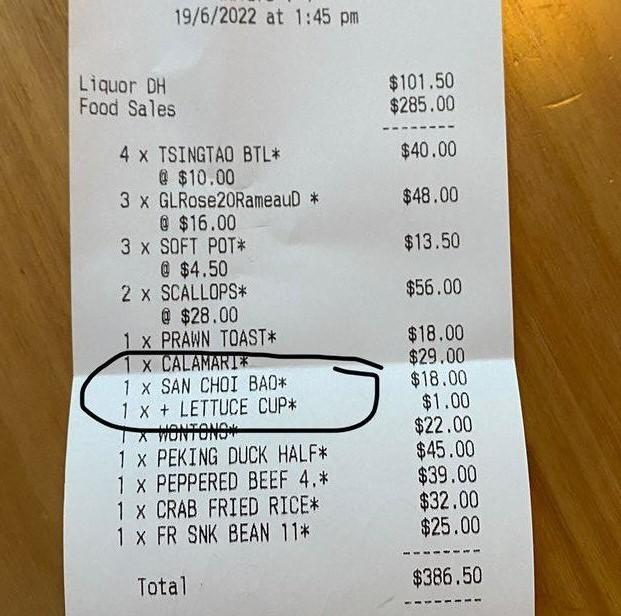 19/6/2022 at 1:45 pm
Liquor DH $101.50
Food Sales $285.00
--------
4 x TSINGTAO BTL* $40.00
@ $10.00
3 x GLRose20RameauD * $48.00
@ $16.00
3 x SOFT POT* $13.50
@ $4.50
2 x SCALLOPS* $56.00
@ $28.00
1 x PRAWN TOAST* $18.00
1 x CALAMARI* $29.00
1 x SAN CHOI BAO* $18.00
1 x + LETTUCE CUP* $1.00
1 x WONTONS* $22.00
1 x PEKING DUCK HALF* $45.00
1 x PEPPERED BEEF 4.* $39.00
1 x CRAB FRIED RICE* $32.00
1 x FR SNK BEAN 11* $25.00
--------
Total $386.50
--------